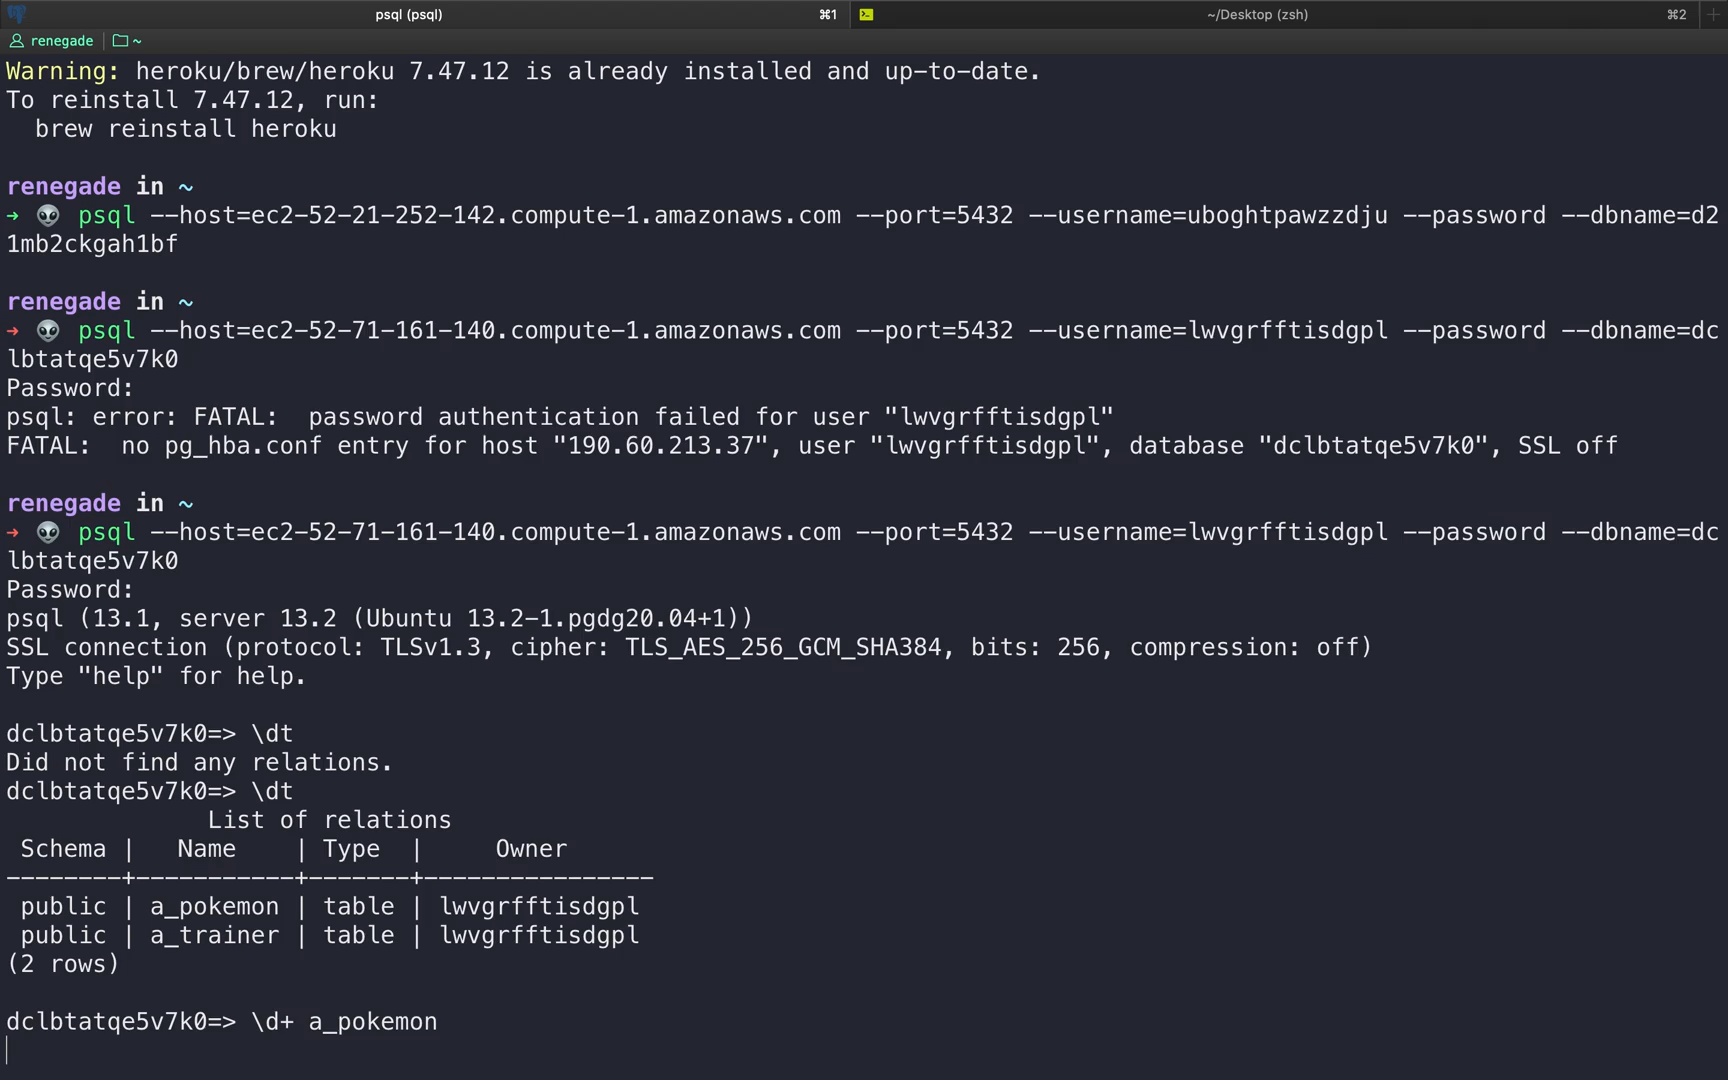 psql (psql) ⌘1 ~/Desktop (zsh) ⌘2
renegade ~
Warning: heroku/brew/heroku 7.47.12 is already installed and up-to-date.
To reinstall 7.47.12, run:
  brew reinstall heroku
renegade in ~
➜ 👽 psql --host=ec2-52-21-252-142.compute-1.amazonaws.com --port=5432 --username=uboghtpawzzdju --password --dbname=d2
1mb2ckgah1bf
renegade in ~
➜ 👽 psql --host=ec2-52-71-161-140.compute-1.amazonaws.com --port=5432 --username=lwvgrfftisdgpl --password --dbname=dc
lbtatqe5v7k0
Password:
psql: error: FATAL:  password authentication failed for user "lwvgrfftisdgpl"
FATAL:  no pg_hba.conf entry for host "190.60.213.37", user "lwvgrfftisdgpl", database "dclbtatqe5v7k0", SSL off
renegade in ~
➜ 👽 psql --host=ec2-52-71-161-140.compute-1.amazonaws.com --port=5432 --username=lwvgrfftisdgpl --password --dbname=dc
lbtatqe5v7k0
Password:
psql (13.1, server 13.2 (Ubuntu 13.2-1.pgdg20.04+1))
SSL connection (protocol: TLSv1.3, cipher: TLS_AES_256_GCM_SHA384, bits: 256, compression: off)
Type "help" for help.
dclbtatqe5v7k0=> \dt
Did not find any relations.
dclbtatqe5v7k0=> \dt
              List of relations
 Schema |   Name    | Type  |     Owner
--------+-----------+-------+----------------
 public | a_pokemon | table | lwvgrfftisdgpl
 public | a_trainer | table | lwvgrfftisdgpl
(2 rows)
dclbtatqe5v7k0=> \d+ a_pokemon